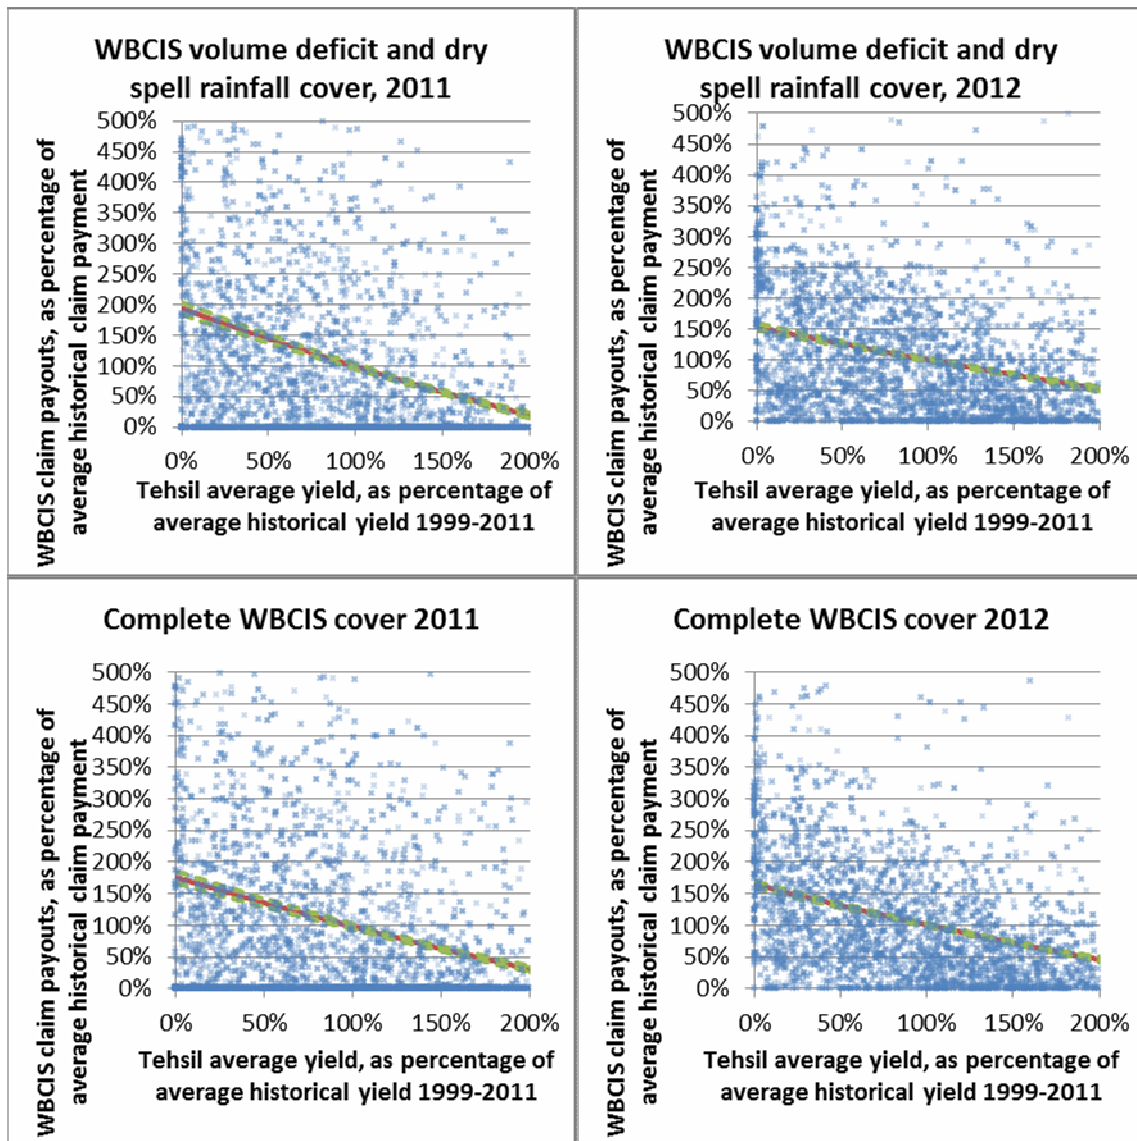 WBCIS volume deficit and dry
spell rainfall cover, 2011
WBCIS claim payouts, as percentage of
average historical claim payment
500%
450%
400%
350%
300%
250%
200%
150%
100%
50%
0%
0% 50% 100% 150% 200%
Tehsil average yield, as percentage of
average historical yield 1999-2011
WBCIS volume deficit and dry
spell rainfall cover, 2012
WBCIS claim payouts, as percentage of
average historical claim payment
500%
450%
400%
350%
300%
250%
200%
150%
100%
50%
0%
0% 50% 100% 150% 200%
Tehsil average yield, as percentage of
average historical yield 1999-2011
Complete WBCIS cover 2011
WBCIS claim payouts, as percentage of
average historical claim payment
500%
450%
400%
350%
300%
250%
200%
150%
100%
50%
0%
0% 50% 100% 150% 200%
Tehsil average yield, as percentage of
average historical yield 1999-2011
Complete WBCIS cover 2012
WBCIS claim payouts, as percentage of
average historical claim payment
500%
450%
400%
350%
300%
250%
200%
150%
100%
50%
0%
0% 50% 100% 150% 200%
Tehsil average yield, as percentage of
average historical yield 1999-2011